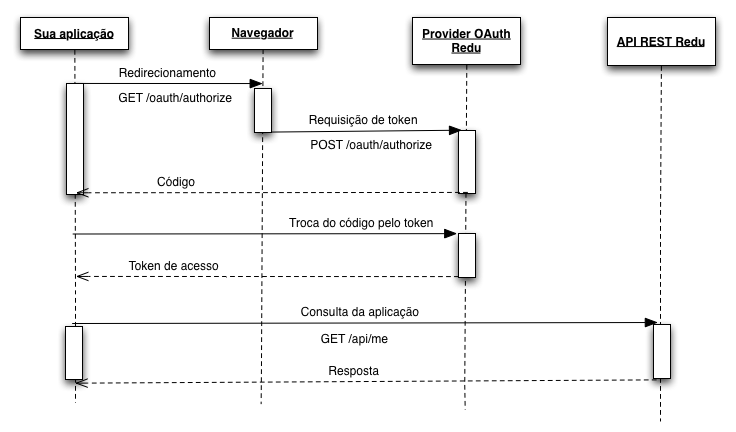 Sua aplicação
Navegador
Provider OAuth
Redu
API REST Redu
Redirecionamento
GET /oauth/authorize
Requisição de token
POST /oauth/authorize
Código
Troca do código pelo token
Token de acesso
Consulta da aplicação
GET /api/me
Resposta